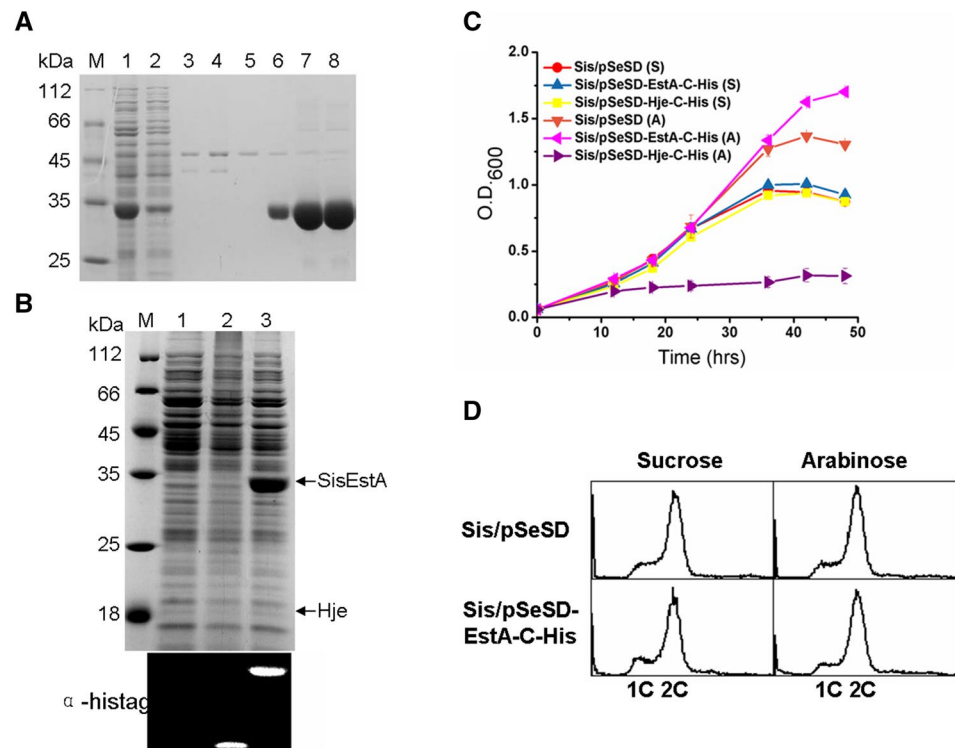 A
kDa M 1 2 3 4 5 6 7 8
112
66
45
35
25
B
kDa M 1 2 3
112
66
45
35
25
18
SisEstA
Hje
α -histag
C
2.0
1.5
1.0
0.5
0.0
O.D.600
0 10 20 30 40 50
Time (hrs)
Sis/pSeSD (S)
Sis/pSeSD-EstA-C-His (S)
Sis/pSeSD-Hje-C-His (S)
Sis/pSeSD (A)
Sis/pSeSD-EstA-C-His (A)
Sis/pSeSD-Hje-C-His (A)
D
Sucrose Arabinose
Sis/pSeSD
Sis/pSeSD-
EstA-C-His
1C 2C 1C 2C